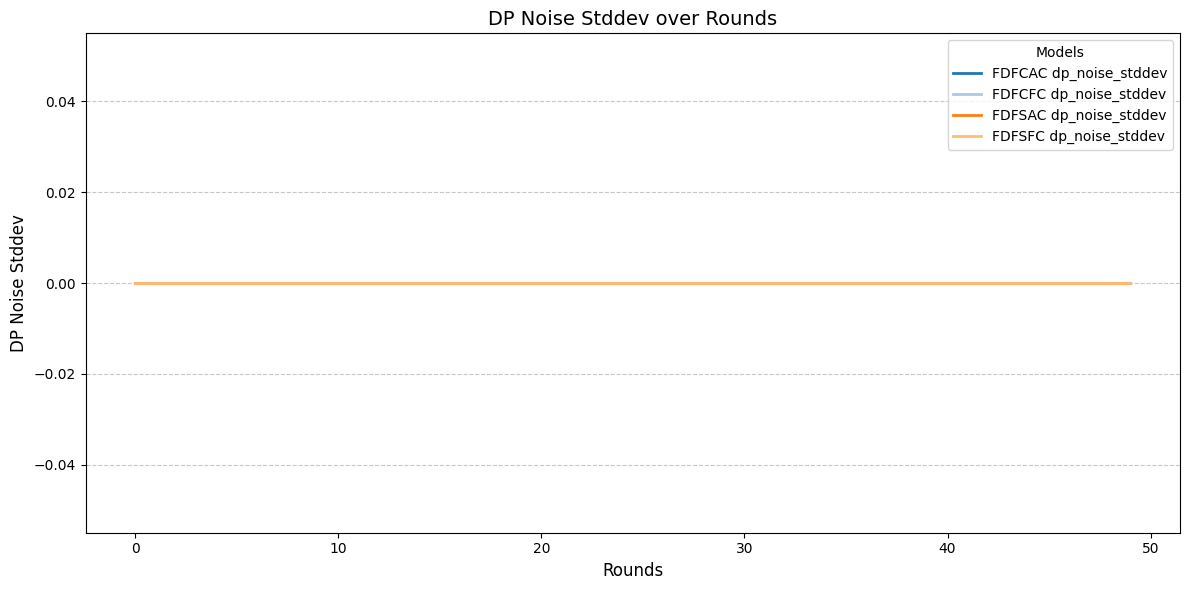 DP Noise Stddev over Rounds
Models
FDFCAC dp_noise_stddev
FDFCFC dp_noise_stddev
FDFSAC dp_noise_stddev
FDFSFC dp_noise_stddev
DP Noise Stddev
0.04
0.02
0.00
−0.02
−0.04
0 10 20 30 40 50
Rounds